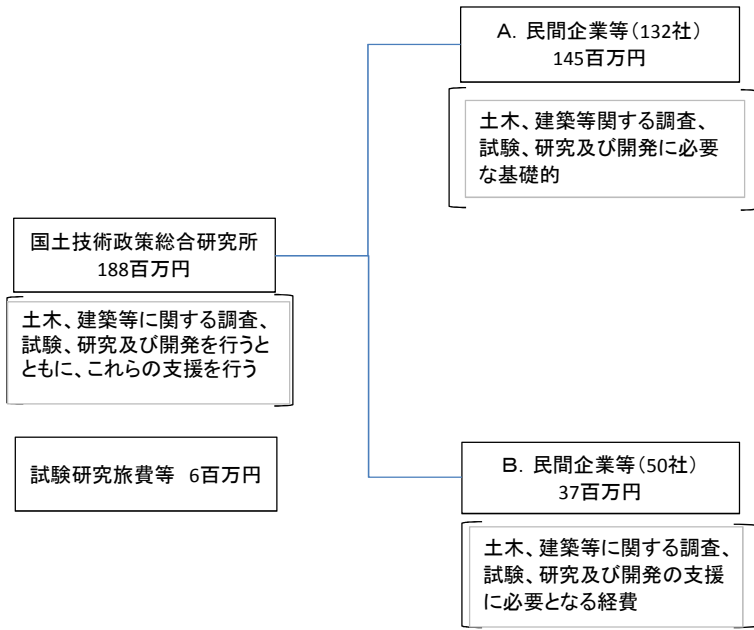 A. 民間企業等(132社)
145百万円
土木、建築等関する調査、
試験、研究及び開発に必要
な基礎的
国土技術政策総合研究所
188百万円
土木、建築等に関する調査、
試験、研究及び開発を行うと
ともに、これらの支援を行う
試験研究旅費等 6百万円
B. 民間企業等(50社)
37百万円
土木、建築等に関する調査、
試験、研究及び開発の支援
に必要となる経費